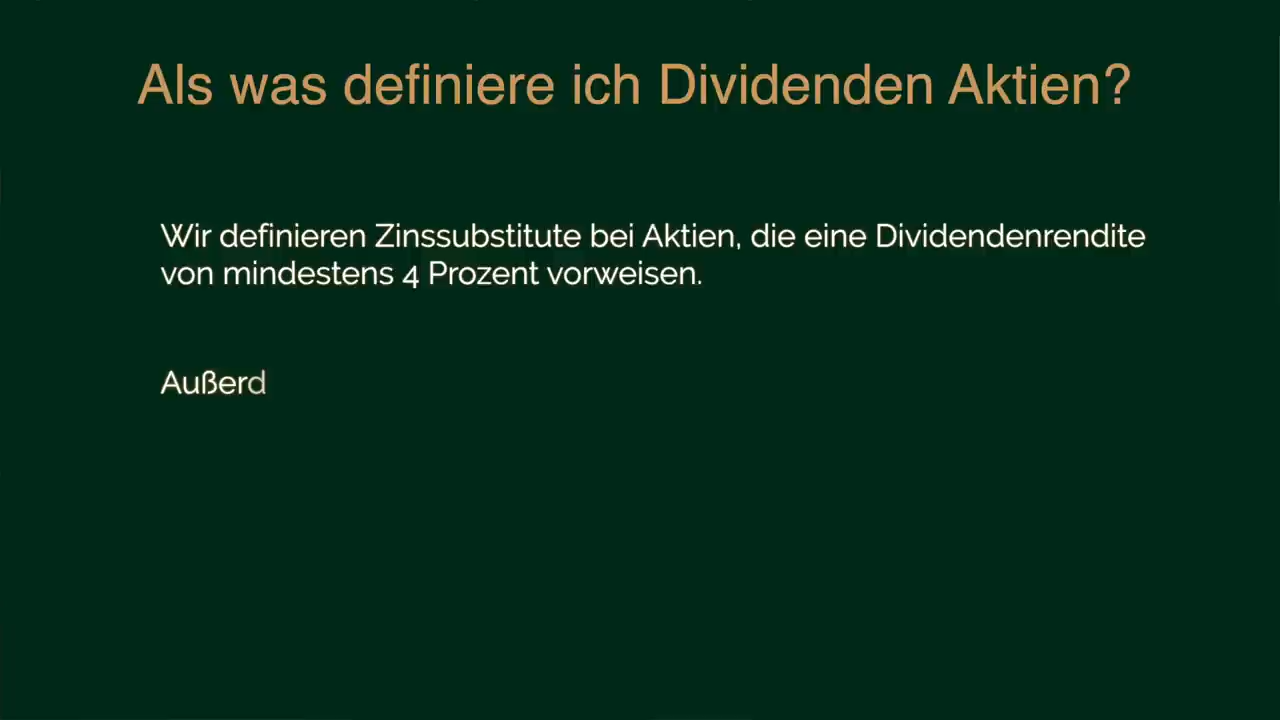 Als was definiere ich Dividenden Aktien?
Wir definieren Zinssubstitute bei Aktien, die eine Dividendenrendite
von mindestens 4 Prozent vorweisen.
Außerd